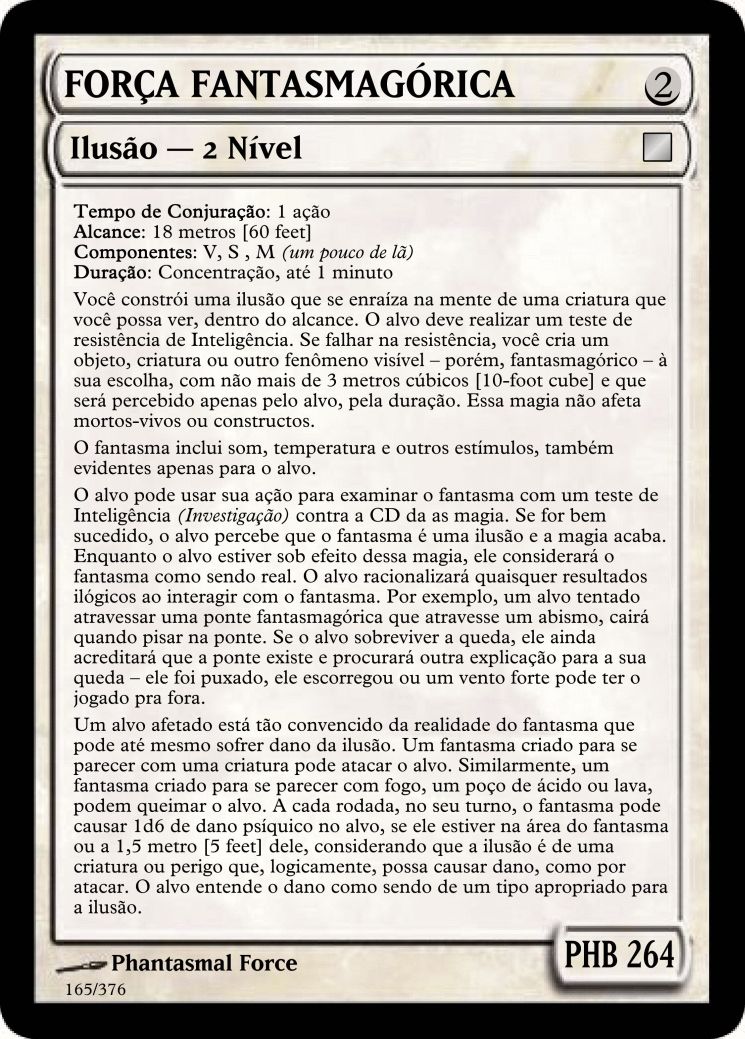 FORÇA FANTASMAGÓRICA
2
Ilusão — 2 Nível
Tempo de Conjuração: 1 ação
Alcance: 18 metros [60 feet]
Componentes: V, S , M (um pouco de lã)
Duração: Concentração, até 1 minuto
Você constrói uma ilusão que se enraíza na mente de uma criatura que
você possa ver, dentro do alcance. O alvo deve realizar um teste de
resistência de Inteligência. Se falhar na resistência, você cria um
objeto, criatura ou outro fenômeno visível – porém, fantasmagórico – à
sua escolha, com não mais de 3 metros cúbicos [10-foot cube] e que
será percebido apenas pelo alvo, pela duração. Essa magia não afeta
mortos-vivos ou constructos.
O fantasma inclui som, temperatura e outros estímulos, também
evidentes apenas para o alvo.
O alvo pode usar sua ação para examinar o fantasma com um teste de
Inteligência (Investigação) contra a CD da as magia. Se for bem
sucedido, o alvo percebe que o fantasma é uma ilusão e a magia acaba.
Enquanto o alvo estiver sob efeito dessa magia, ele considerará o
fantasma como sendo real. O alvo racionalizará quaisquer resultados
ilógicos ao interagir com o fantasma. Por exemplo, um alvo tentado
atravessar uma ponte fantasmagórica que atravesse um abismo, cairá
quando pisar na ponte. Se o alvo sobreviver a queda, ele ainda
acreditará que a ponte existe e procurará outra explicação para a sua
queda – ele foi puxado, ele escorregou ou um vento forte pode ter o
jogado pra fora.
Um alvo afetado está tão convencido da realidade do fantasma que
pode até mesmo sofrer dano da ilusão. Um fantasma criado para se
parecer com uma criatura pode atacar o alvo. Similarmente, um
fantasma criado para se parecer com fogo, um poço de ácido ou lava,
podem queimar o alvo. A cada rodada, no seu turno, o fantasma pode
causar 1d6 de dano psíquico no alvo, se ele estiver na área do fantasma
ou a 1,5 metro [5 feet] dele, considerando que a ilusão é de uma
criatura ou perigo que, logicamente, possa causar dano, como por
atacar. O alvo entende o dano como sendo de um tipo apropriado para
a ilusão.
PHB 264
Phantasmal Force
165/376